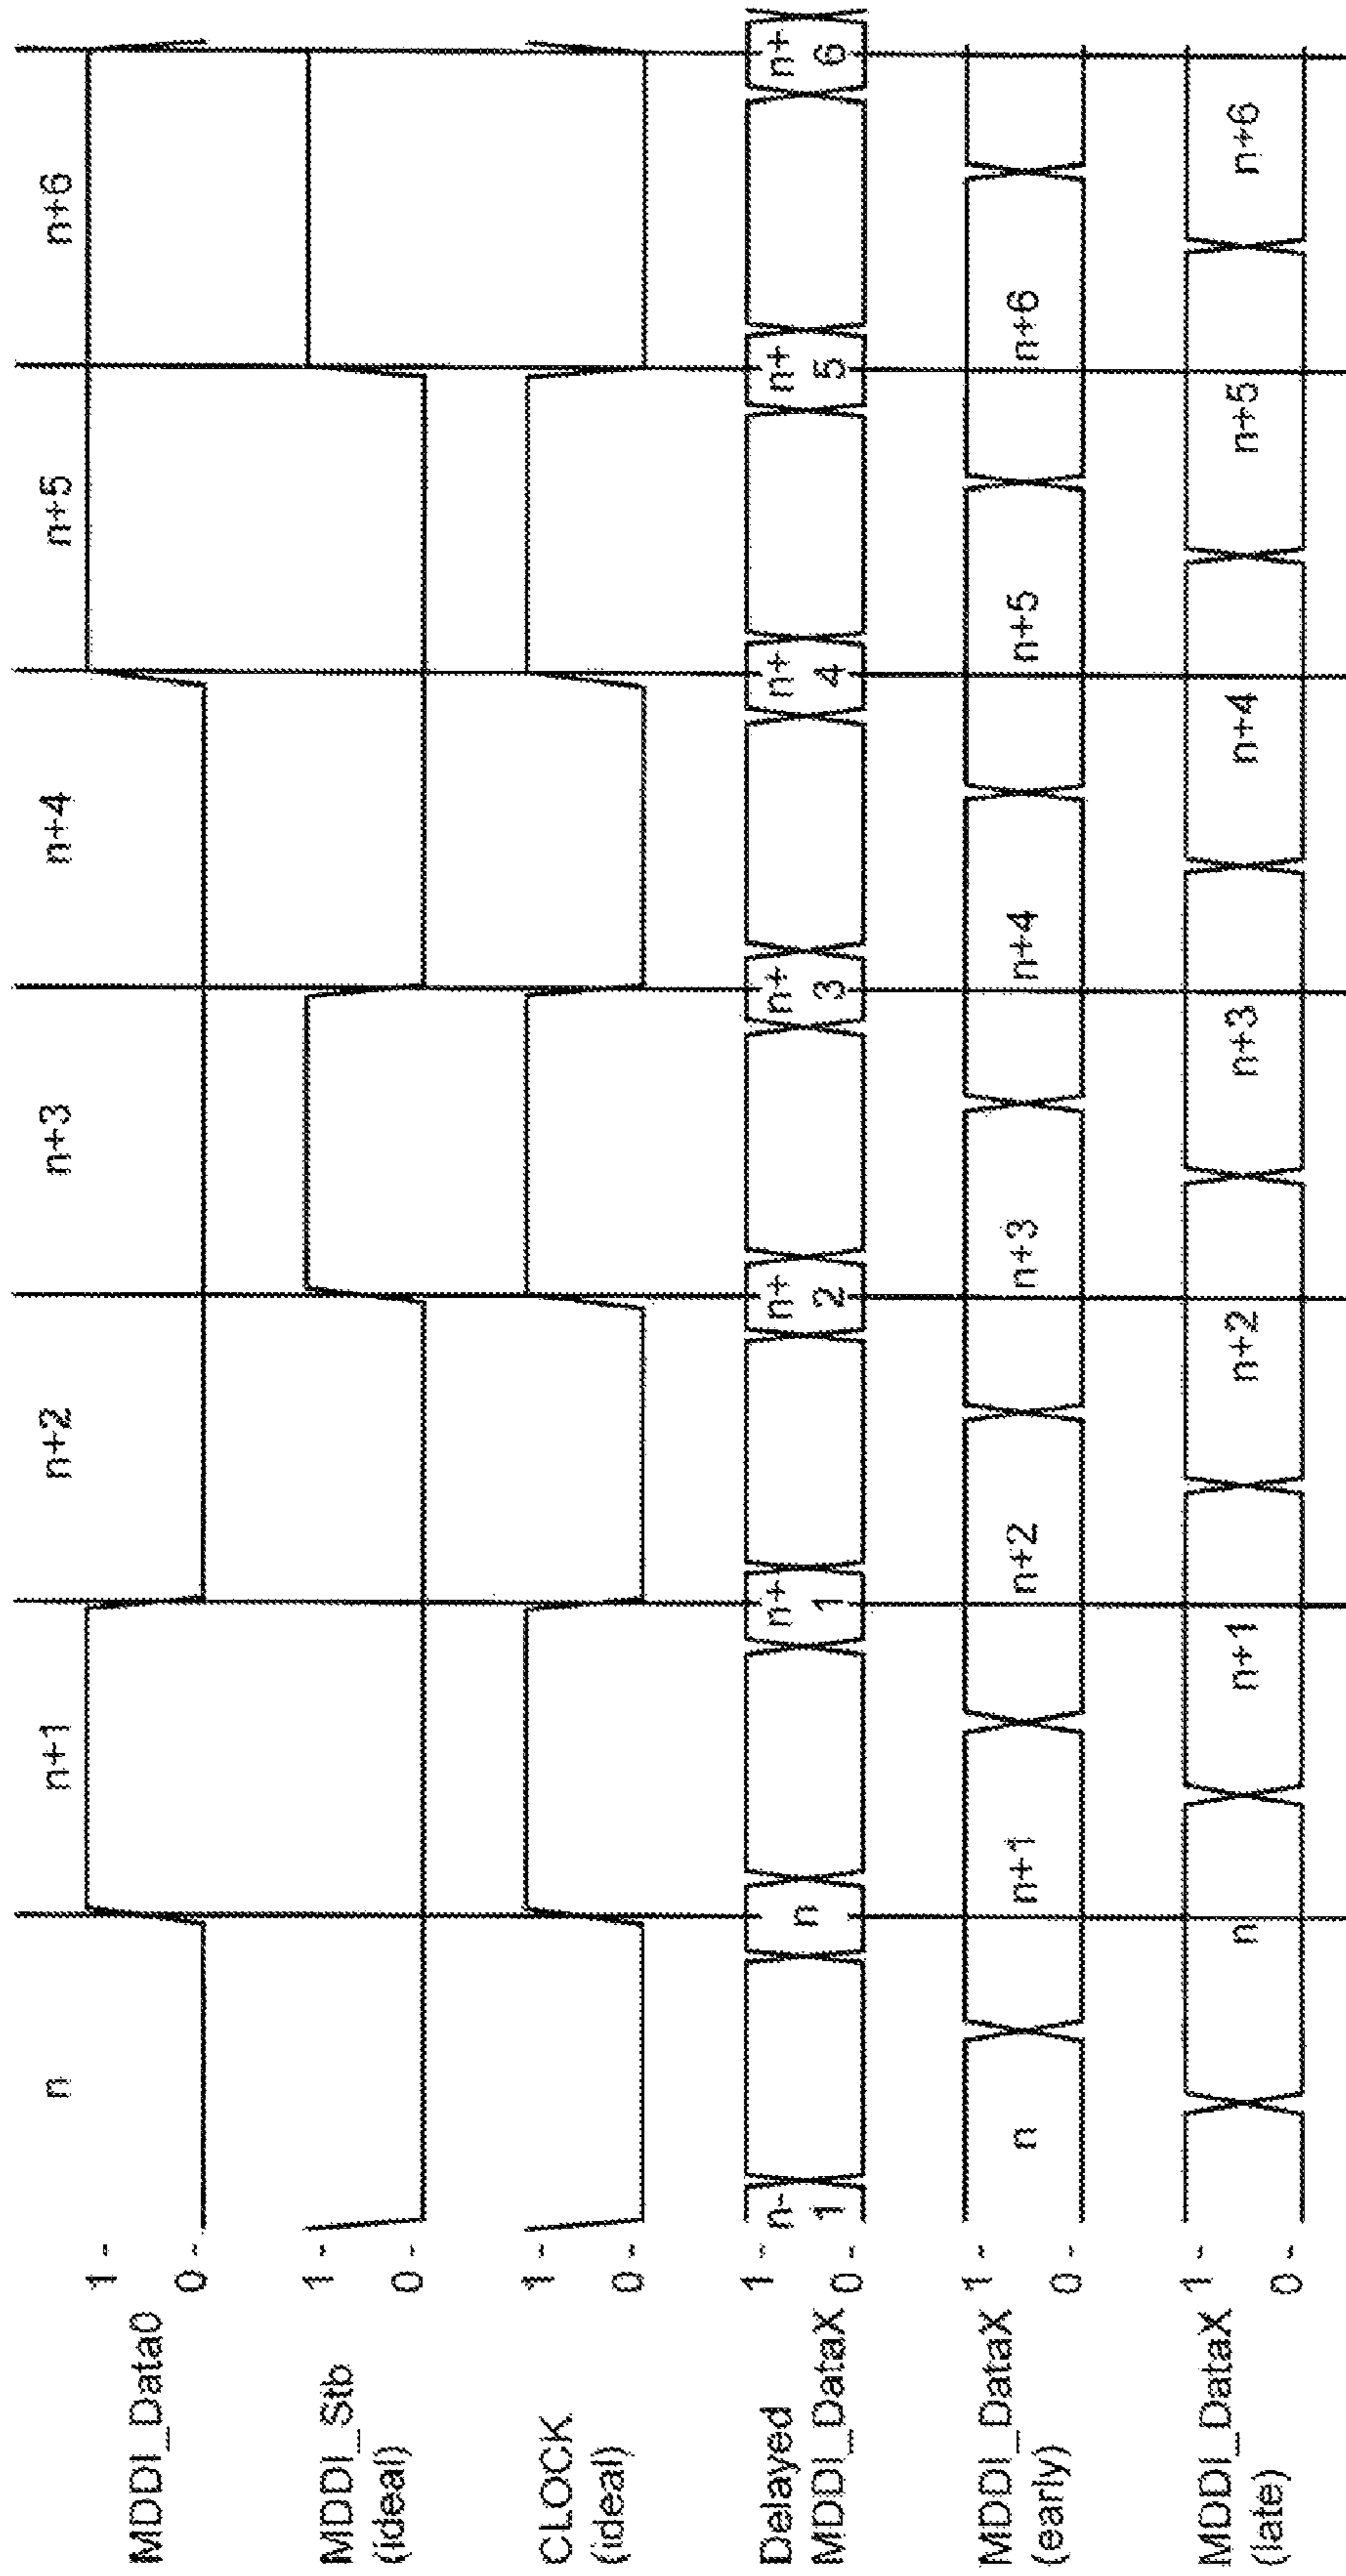 n n+1 n+2 n+3 n+4 n+5 n+6
1
MDDI_Data0
0
1
MDDI_Stb
(ideal)
0
1
CLOCK
(ideal)
0
1
Delayed
MDDI_DataX
0
n-1 n n+1 n+2 n+3 n+4 n+5 n+6
1
MDDI_DataX
(early)
0
n n+1 n+2 n+3 n+4 n+5 n+6
1
MDDI_DataX
(late)
0
n n+1 n+2 n+3 n+4 n+5 n+6